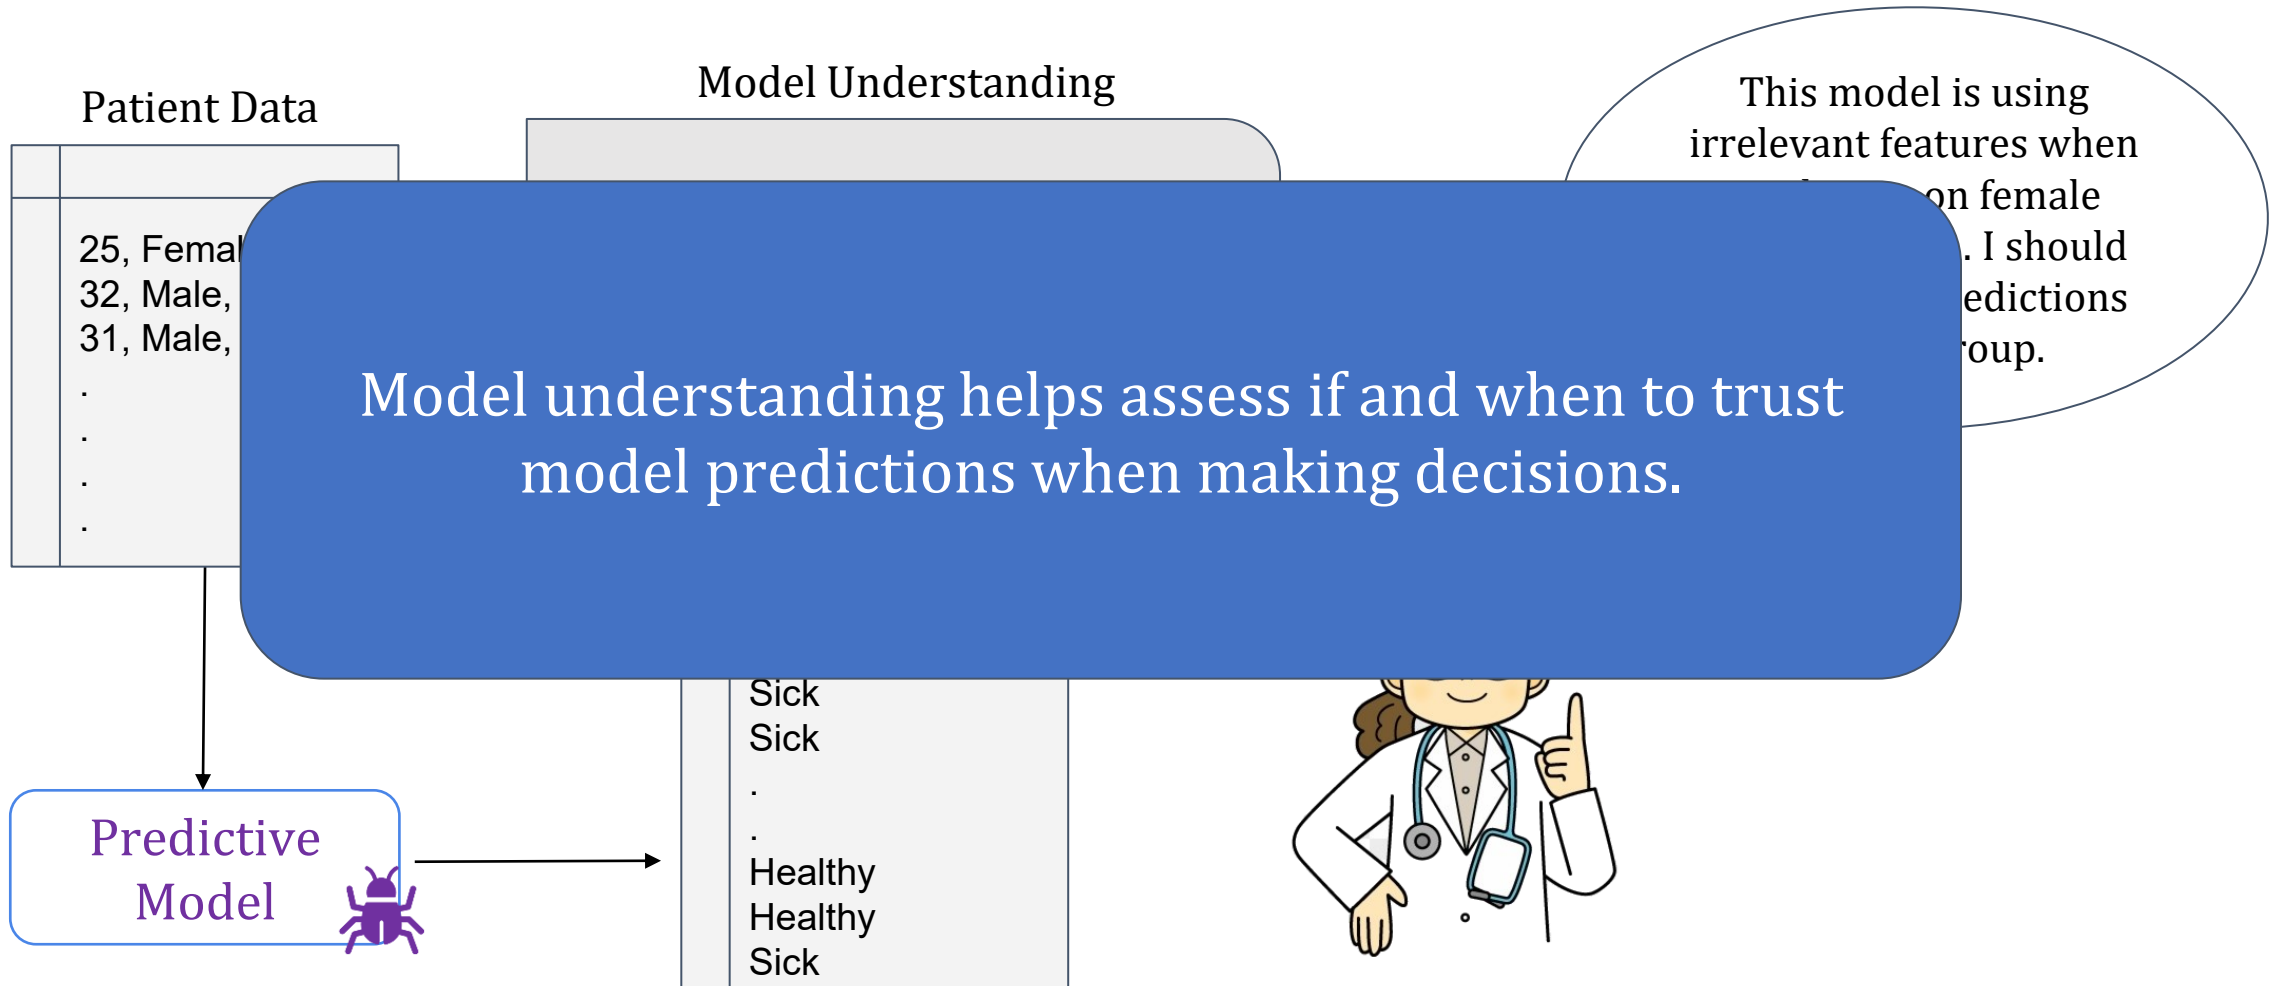 Patient Data
25, Femal
32, Male,
31, Male,
.
.
.
.
Model Understanding
This model is using
irrelevant features when
on female
. I should
edictions
roup.
Model understanding helps assess if and when to trust
model predictions when making decisions.
Predictive
Model
Sick
Sick
.
.
Healthy
Healthy
Sick